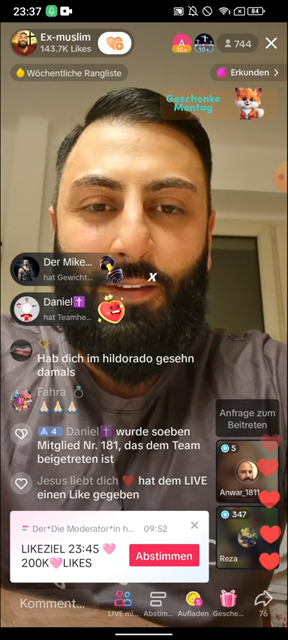 23:37
84
Ex-muslim
143.7K Likes
10+
10+
744
Wöchentliche Rangliste
Erkunden >
Geschenke
Montag
Der Mike...
hat Gewicht...
x
Daniel✝️
hat Teamhe...
Hab dich im hildorado gesehn
damals
Fahra 💍
🙏🏻🙏🏻🙏🏻
4 Daniel✝️ wurde soeben
Mitglied Nr. 181, das dem Team
beigetreten ist
Jesus liebt dich ❤️ hat dem LIVE
einen Like gegeben
Anfrage zum
Beitreten
5
Anwar_1811
347
Reza
Der*Die Moderator*in h... 09:52
LIKEZIEL 23:45 🩷
200K🩷LIKES
Abstimmen
Komment...
LIVE mi...
Abstim...
Aufladen
Gesche...
76